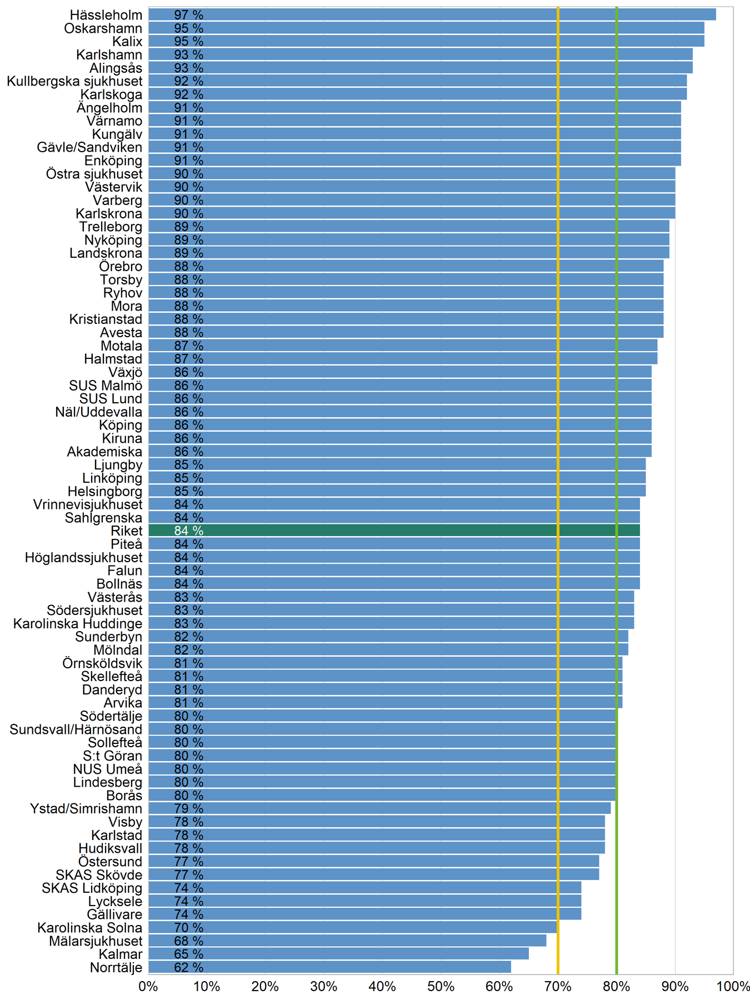 Hässleholm 97 %
Oskarshamn 95 %
Kalix 95 %
Karlshamn 93 %
Alingsås 93 %
Kullbergska sjukhuset 92 %
Karlskoga 92 %
Ängelholm 91 %
Värnamo 91 %
Kungälv 91 %
Gävle/Sandviken 91 %
Enköping 91 %
Östra sjukhuset 90 %
Västervik 90 %
Varberg 90 %
Karlskrona 90 %
Trelleborg 89 %
Nyköping 89 %
Landskrona 89 %
Örebro 88 %
Torsby 88 %
Ryhov 88 %
Mora 88 %
Kristianstad 88 %
Avesta 88 %
Motala 87 %
Halmstad 87 %
Växjö 86 %
SUS Malmö 86 %
SUS Lund 86 %
Näl/Uddevalla 86 %
Köping 86 %
Kiruna 86 %
Akademiska 86 %
Ljungby 85 %
Linköping 85 %
Helsingborg 85 %
Vrinnevisjukhuset 84 %
Sahlgrenska 84 %
Riket 84 %
Piteå 84 %
Höglandssjukhuset 84 %
Falun 84 %
Bollnäs 84 %
Västerås 83 %
Södersjukhuset 83 %
Karolinska Huddinge 83 %
Sunderbyn 82 %
Mölndal 82 %
Örnsköldsvik 81 %
Skellefteå 81 %
Danderyd 81 %
Arvika 81 %
Södertälje 80 %
Sundsvall/Härnösand 80 %
Sollefteå 80 %
S:t Göran 80 %
NUS Umeå 80 %
Lindesberg 80 %
Borås 80 %
Ystad/Simrishamn 79 %
Visby 78 %
Karlstad 78 %
Hudiksvall 78 %
Östersund 77 %
SKAS Skövde 77 %
SKAS Lidköping 74 %
Lycksele 74 %
Gällivare 74 %
Karolinska Solna 70 %
Mälarsjukhuset 68 %
Kalmar 65 %
Norrtälje 62 %
0% 10% 20% 30% 40% 50% 60% 70% 80% 90% 100%